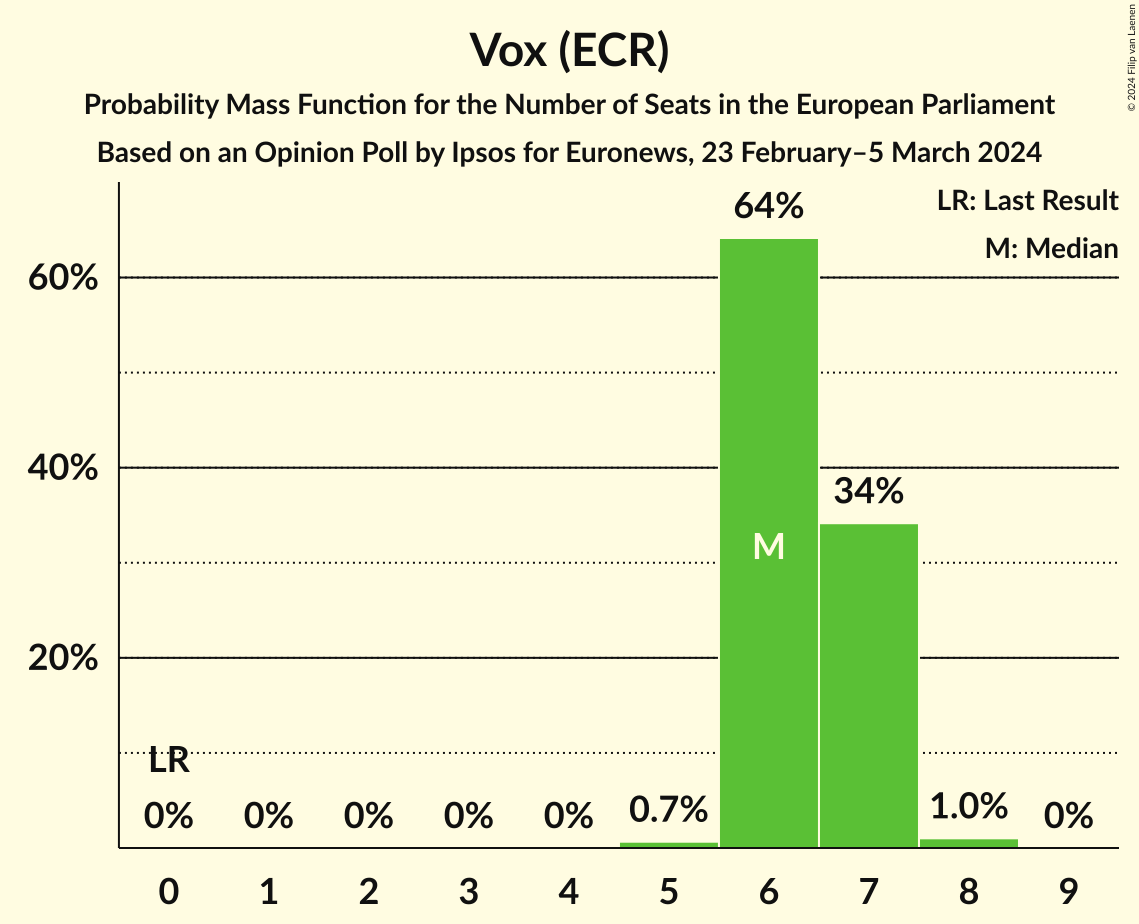 Vox (ECR)
Probability Mass Function for the Number of Seats in the European Parliament
Based on an Opinion Poll by Ipsos for Euronews, 23 February–5 March 2024
© 2024 Filip van Laenen
LR: Last Result
M: Median
60%
40%
20%
64%
34%
M
LR
0%
0%
0%
0%
0%
0.7%
1.0%
0%
0
1
2
3
4
5
6
7
8
9